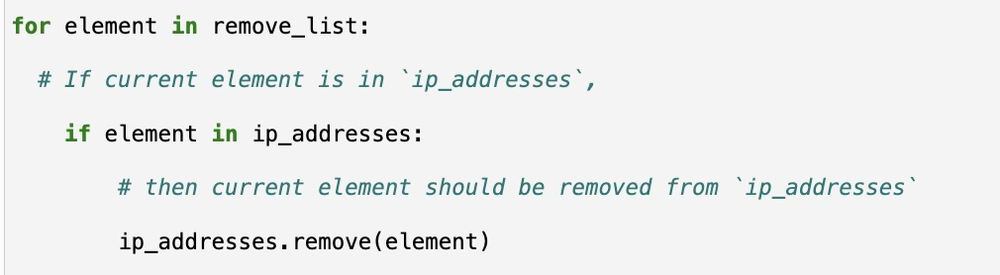 for element in remove_list:
  # If current element is in `ip_addresses`,
    if element in ip_addresses:
        # then current element should be removed from `ip_addresses`
        ip_addresses.remove(element)